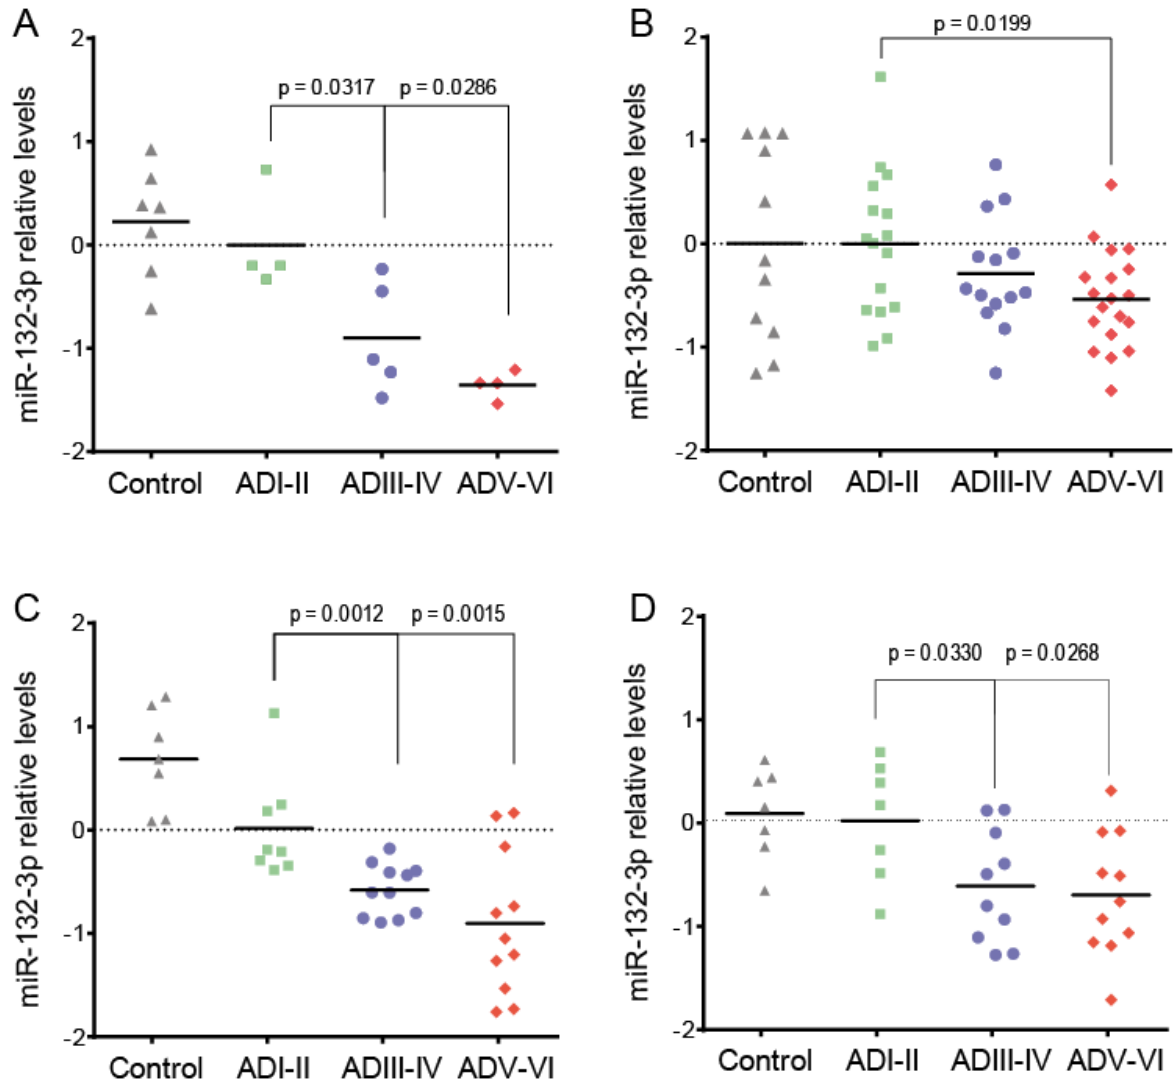 A
miR-132-3p relative levels
2
1
0
-1
-2
p = 0.0317
p = 0.0286
Control
ADI-II
ADIII-IV
ADV-VI
B
miR-132-3p relative levels
2
1
0
-1
-2
p = 0.0199
Control
ADI-II
ADIII-IV
ADV-VI
C
miR-132-3p relative levels
2
1
0
-1
-2
p = 0.0012
p = 0.0015
Control
ADI-II
ADIII-IV
ADV-VI
D
miR-132-3p relative levels
2
1
0
-1
-2
p = 0.0330
p = 0.0268
Control
ADI-II
ADIII-IV
ADV-VI